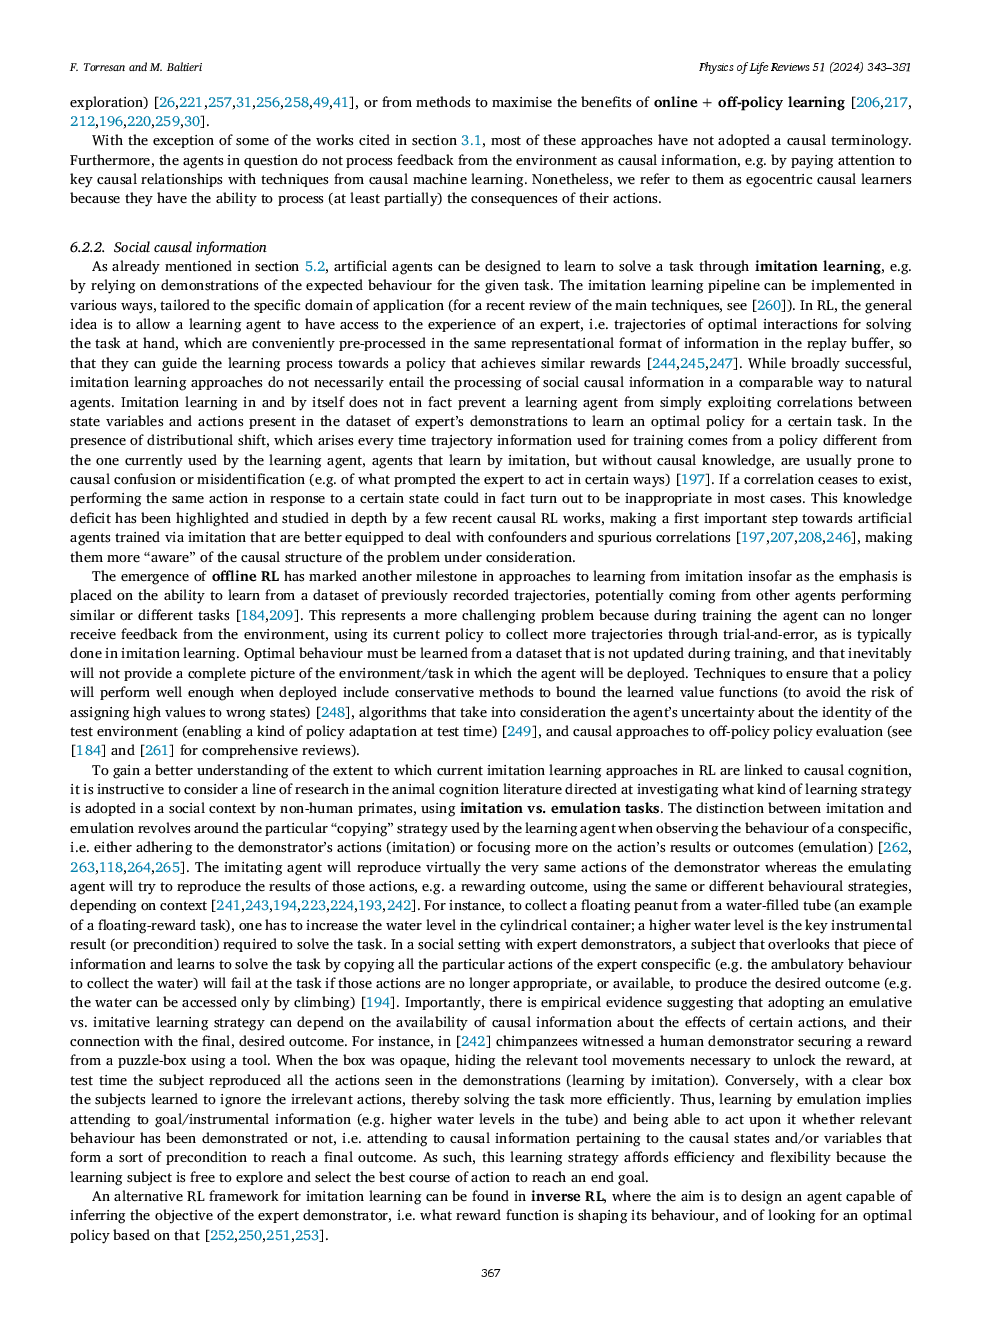 F. Torresan and M. Baltieri
Physics of Life Reviews 51 (2024) 343–381
exploration) [26,221,257,31,256,258,49,41], or from methods to maximise the benefits of online + off-policy learning [206,217,
212,196,220,259,30].
With the exception of some of the works cited in section 3.1, most of these approaches have not adopted a causal terminology.
Furthermore, the agents in question do not process feedback from the environment as causal information, e.g. by paying attention to
key causal relationships with techniques from causal machine learning. Nonetheless, we refer to them as egocentric causal learners
because they have the ability to process (at least partially) the consequences of their actions.
6.2.2. Social causal information
As already mentioned in section 5.2, artificial agents can be designed to learn to solve a task through imitation learning, e.g.
by relying on demonstrations of the expected behaviour for the given task. The imitation learning pipeline can be implemented in
various ways, tailored to the specific domain of application (for a recent review of the main techniques, see [260]). In RL, the general
idea is to allow a learning agent to have access to the experience of an expert, i.e. trajectories of optimal interactions for solving
the task at hand, which are conveniently pre-processed in the same representational format of information in the replay buffer, so
that they can guide the learning process towards a policy that achieves similar rewards [244,245,247]. While broadly successful,
imitation learning approaches do not necessarily entail the processing of social causal information in a comparable way to natural
agents. Imitation learning in and by itself does not in fact prevent a learning agent from simply exploiting correlations between
state variables and actions present in the dataset of expert's demonstrations to learn an optimal policy for a certain task. In the
presence of distributional shift, which arises every time trajectory information used for training comes from a policy different from
the one currently used by the learning agent, agents that learn by imitation, but without causal knowledge, are usually prone to
causal confusion or misidentification (e.g. of what prompted the expert to act in certain ways) [197]. If a correlation ceases to exist,
performing the same action in response to a certain state could in fact turn out to be inappropriate in most cases. This knowledge
deficit has been highlighted and studied in depth by a few recent causal RL works, making a first important step towards artificial
agents trained via imitation that are better equipped to deal with confounders and spurious correlations [197,207,208,246], making
them more “aware” of the causal structure of the problem under consideration.
The emergence of offline RL has marked another milestone in approaches to learning from imitation insofar as the emphasis is
placed on the ability to learn from a dataset of previously recorded trajectories, potentially coming from other agents performing
similar or different tasks [184,209]. This represents a more challenging problem because during training the agent can no longer
receive feedback from the environment, using its current policy to collect more trajectories through trial-and-error, as is typically
done in imitation learning. Optimal behaviour must be learned from a dataset that is not updated during training, and that inevitably
will not provide a complete picture of the environment/task in which the agent will be deployed. Techniques to ensure that a policy
will perform well enough when deployed include conservative methods to bound the learned value functions (to avoid the risk of
assigning high values to wrong states) [248], algorithms that take into consideration the agent's uncertainty about the identity of the
test environment (enabling a kind of policy adaptation at test time) [249], and causal approaches to off-policy policy evaluation (see
[184] and [261] for comprehensive reviews).
To gain a better understanding of the extent to which current imitation learning approaches in RL are linked to causal cognition,
it is instructive to consider a line of research in the animal cognition literature directed at investigating what kind of learning strategy
is adopted in a social context by non-human primates, using imitation vs. emulation tasks. The distinction between imitation and
emulation revolves around the particular “copying” strategy used by the learning agent when observing the behaviour of a conspecific,
i.e. either adhering to the demonstrator's actions (imitation) or focusing more on the action's results or outcomes (emulation) [262,
263,118,264,265]. The imitating agent will reproduce virtually the very same actions of the demonstrator whereas the emulating
agent will try to reproduce the results of those actions, e.g. a rewarding outcome, using the same or different behavioural strategies,
depending on context [241,243,194,223,224,193,242]. For instance, to collect a floating peanut from a water-filled tube (an example
of a floating-reward task), one has to increase the water level in the cylindrical container; a higher water level is the key instrumental
result (or precondition) required to solve the task. In a social setting with expert demonstrators, a subject that overlooks that piece of
information and learns to solve the task by copying all the particular actions of the expert conspecific (e.g. the ambulatory behaviour
to collect the water) will fail at the task if those actions are no longer appropriate, or available, to produce the desired outcome (e.g.
the water can be accessed only by climbing) [194]. Importantly, there is empirical evidence suggesting that adopting an emulative
vs. imitative learning strategy can depend on the availability of causal information about the effects of certain actions, and their
connection with the final, desired outcome. For instance, in [242] chimpanzees witnessed a human demonstrator securing a reward
from a puzzle-box using a tool. When the box was opaque, hiding the relevant tool movements necessary to unlock the reward, at
test time the subject reproduced all the actions seen in the demonstrations (learning by imitation). Conversely, with a clear box
the subjects learned to ignore the irrelevant actions, thereby solving the task more efficiently. Thus, learning by emulation implies
attending to goal/instrumental information (e.g. higher water levels in the tube) and being able to act upon it whether relevant
behaviour has been demonstrated or not, i.e. attending to causal information pertaining to the causal states and/or variables that
form a sort of precondition to reach a final outcome. As such, this learning strategy affords efficiency and flexibility because the
learning subject is free to explore and select the best course of action to reach an end goal.
An alternative RL framework for imitation learning can be found in inverse RL, where the aim is to design an agent capable of
inferring the objective of the expert demonstrator, i.e. what reward function is shaping its behaviour, and of looking for an optimal
policy based on that [252,250,251,253].
367